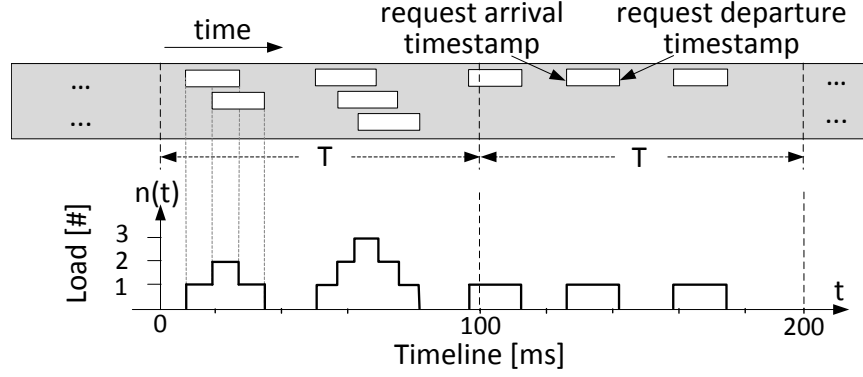 time
request arrival timestamp
request departure timestamp
... ...
... ...
T T
n(t)
Load [#]
3
2
1
t
0 100 200
Timeline [ms]